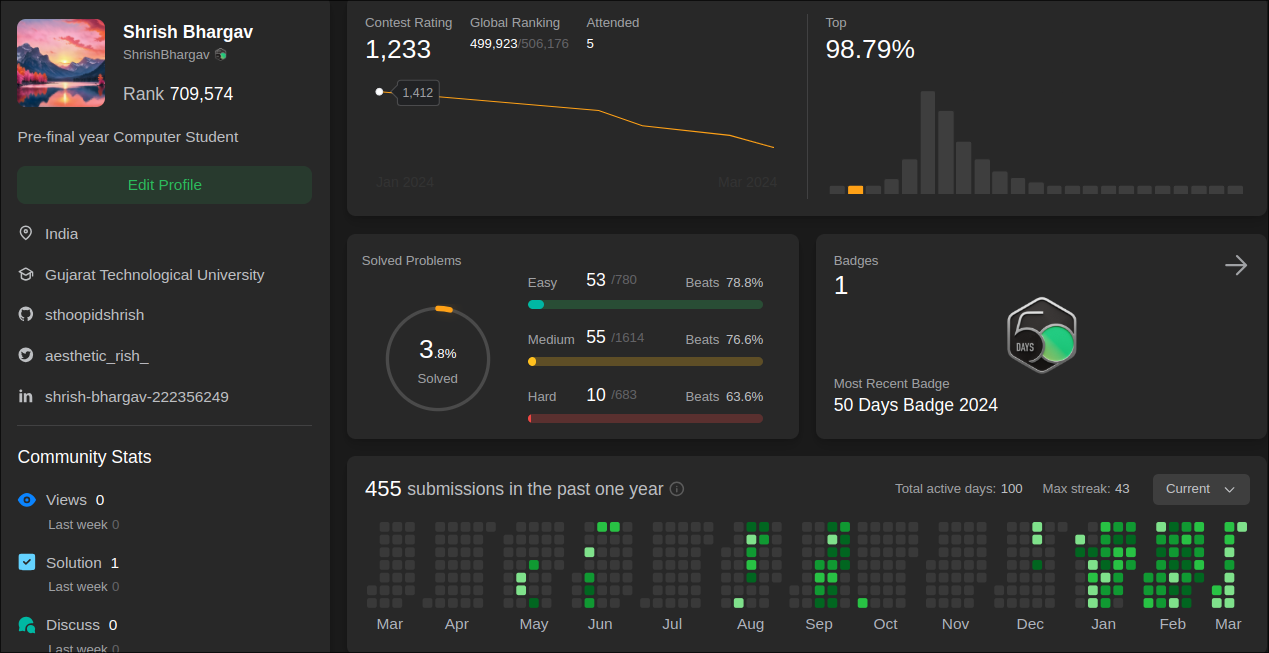 Shrish Bhargav
ShrishBhargav
Rank 709,574
Pre-final year Computer Student
Edit Profile
India
Gujarat Technological University
sthoopidshrish
aesthetic_rish_
shrish-bhargav-222356249
Community Stats
Views 0
Last week 0
Solution 1
Last week 0
Discuss 0
Last week 0
Contest Rating Global Ranking Attended
1,233 499,923/506,176 5
1,412
Jan 2024 Mar 2024
Top
98.79%
Solved Problems
3.8%
Solved
Easy 53 /780 Beats 78.8%
Medium 55 /1614 Beats 76.6%
Hard 10 /683 Beats 63.6%
Badges
1
50
DAYS
Most Recent Badge
50 Days Badge 2024
455 submissions in the past one year Total active days: 100 Max streak: 43 Current
Mar Apr May Jun Jul Aug Sep Oct Nov Dec Jan Feb Mar